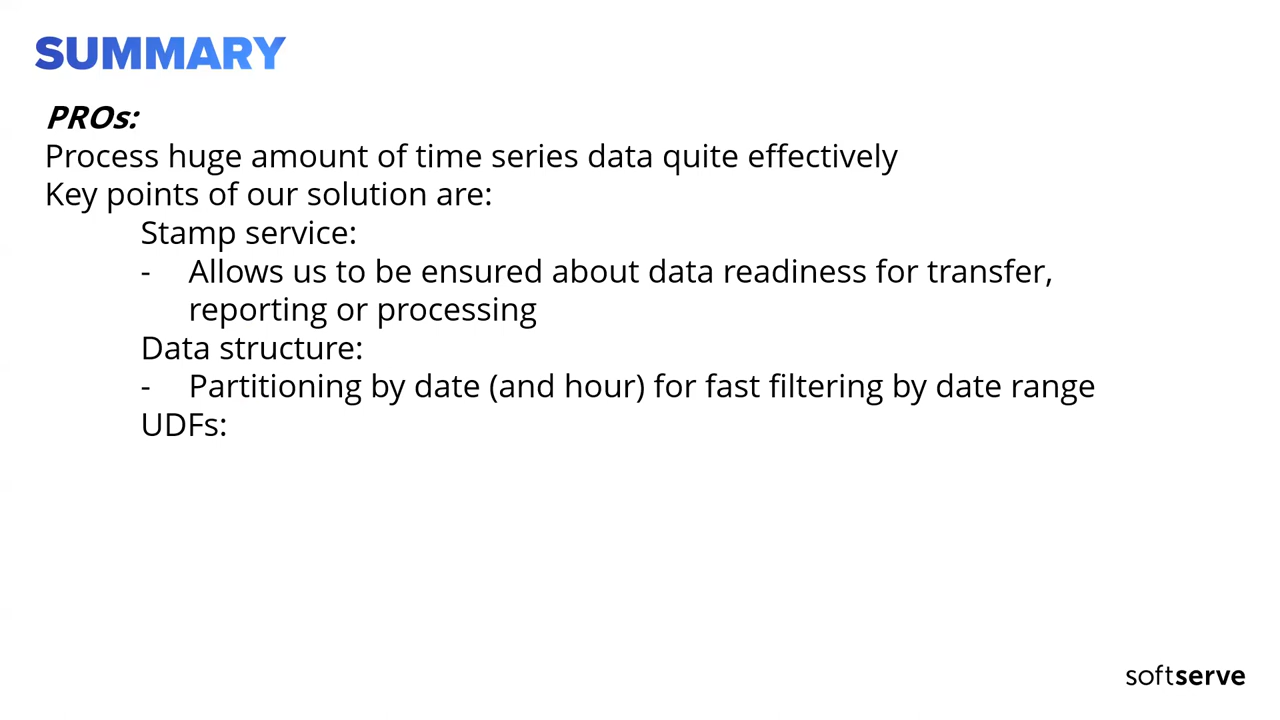 SUMMARY
PROs:
Process huge amount of time series data quite effectively
Key points of our solution are:
Stamp service:
- Allows us to be ensured about data readiness for transfer,
reporting or processing
Data structure:
- Partitioning by date (and hour) for fast filtering by date range
UDFs:
softserve